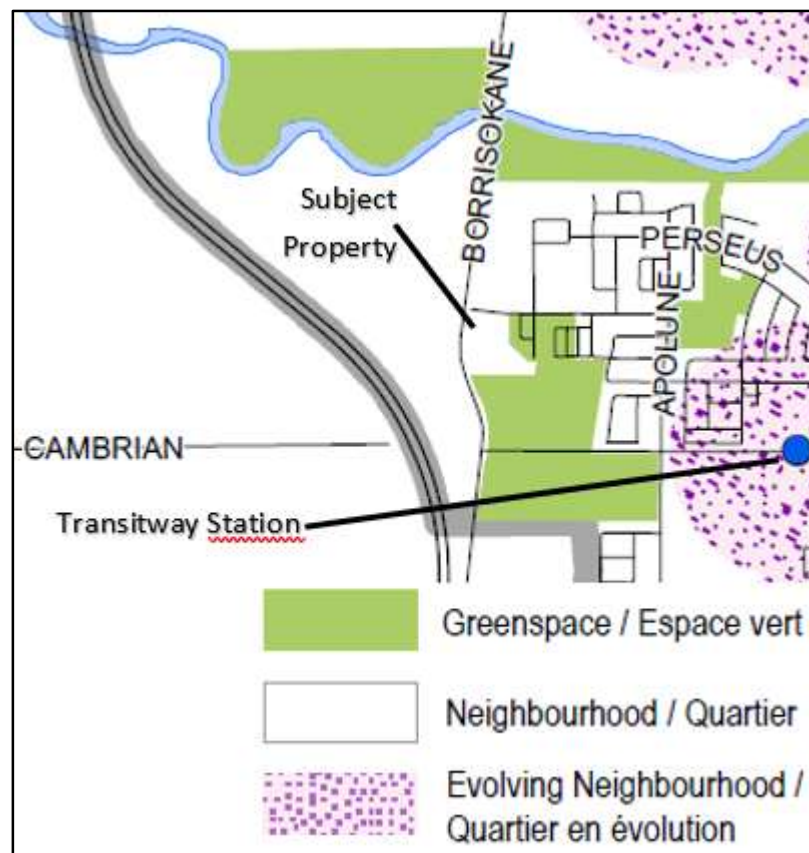 BORRISOKANE
Subject
Property
PERSEUS
APOLUNE
CAMBRIAN
Transitway Station
Greenspace / Espace vert
Neighbourhood / Quartier
Evolving Neighbourhood /
Quartier en évolution